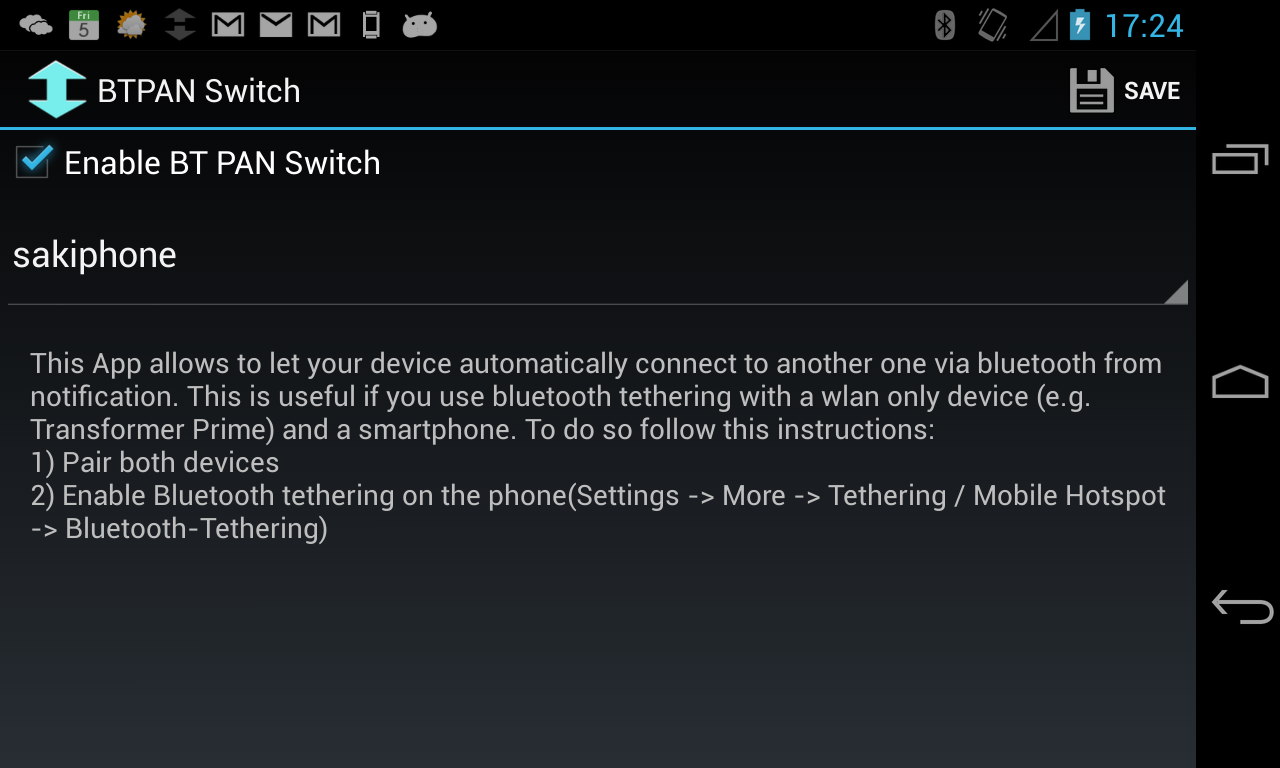 Fri
5
17:24
BTPAN Switch
SAVE
Enable BT PAN Switch
sakiphone
This App allows to let your device automatically connect to another one via bluetooth from
notification. This is useful if you use bluetooth tethering with a wlan only device (e.g.
Transformer Prime) and a smartphone. To do so follow this instructions:
1) Pair both devices
2) Enable Bluetooth tethering on the phone(Settings -> More -> Tethering / Mobile Hotspot
-> Bluetooth-Tethering)